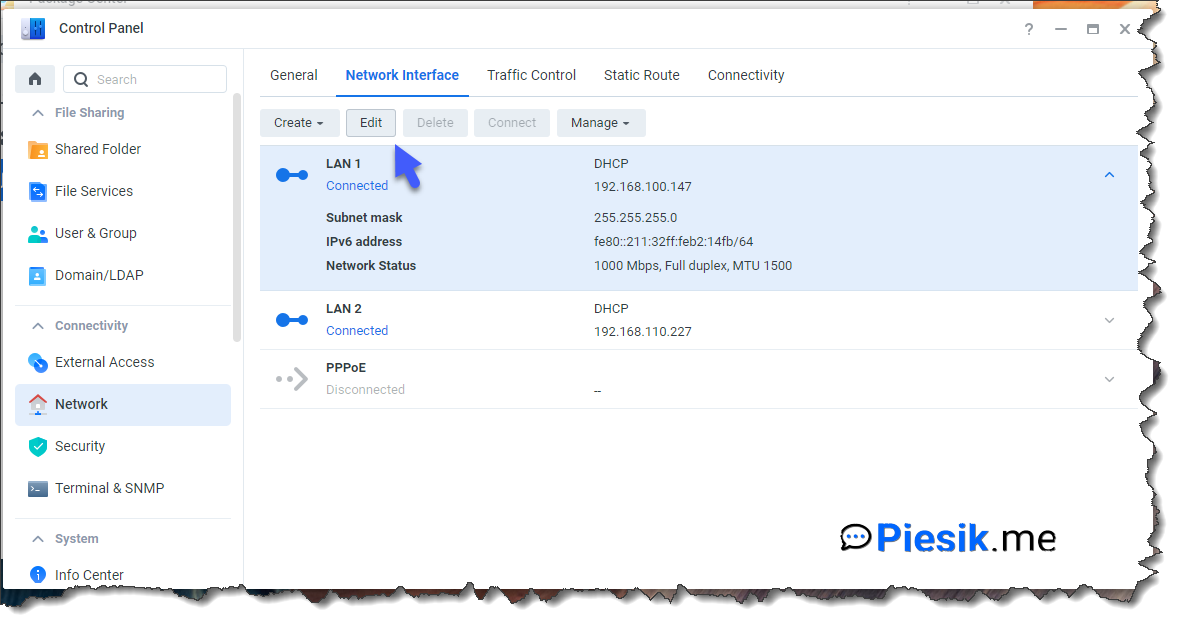 Control Panel
?
Search
File Sharing
Shared Folder
File Services
User & Group
Domain/LDAP
Connectivity
External Access
Network
Security
Terminal & SNMP
System
Info Center
General Network Interface Traffic Control Static Route Connectivity
Create Edit Delete Connect Manage
LAN 1 DHCP
Connected 192.168.100.147
Subnet mask 255.255.255.0
IPv6 address fe80::211:32ff:feb2:14fb/64
Network Status 1000 Mbps, Full duplex, MTU 1500
LAN 2 DHCP
Connected 192.168.110.227
PPPoE
Disconnected --
Piesik.me